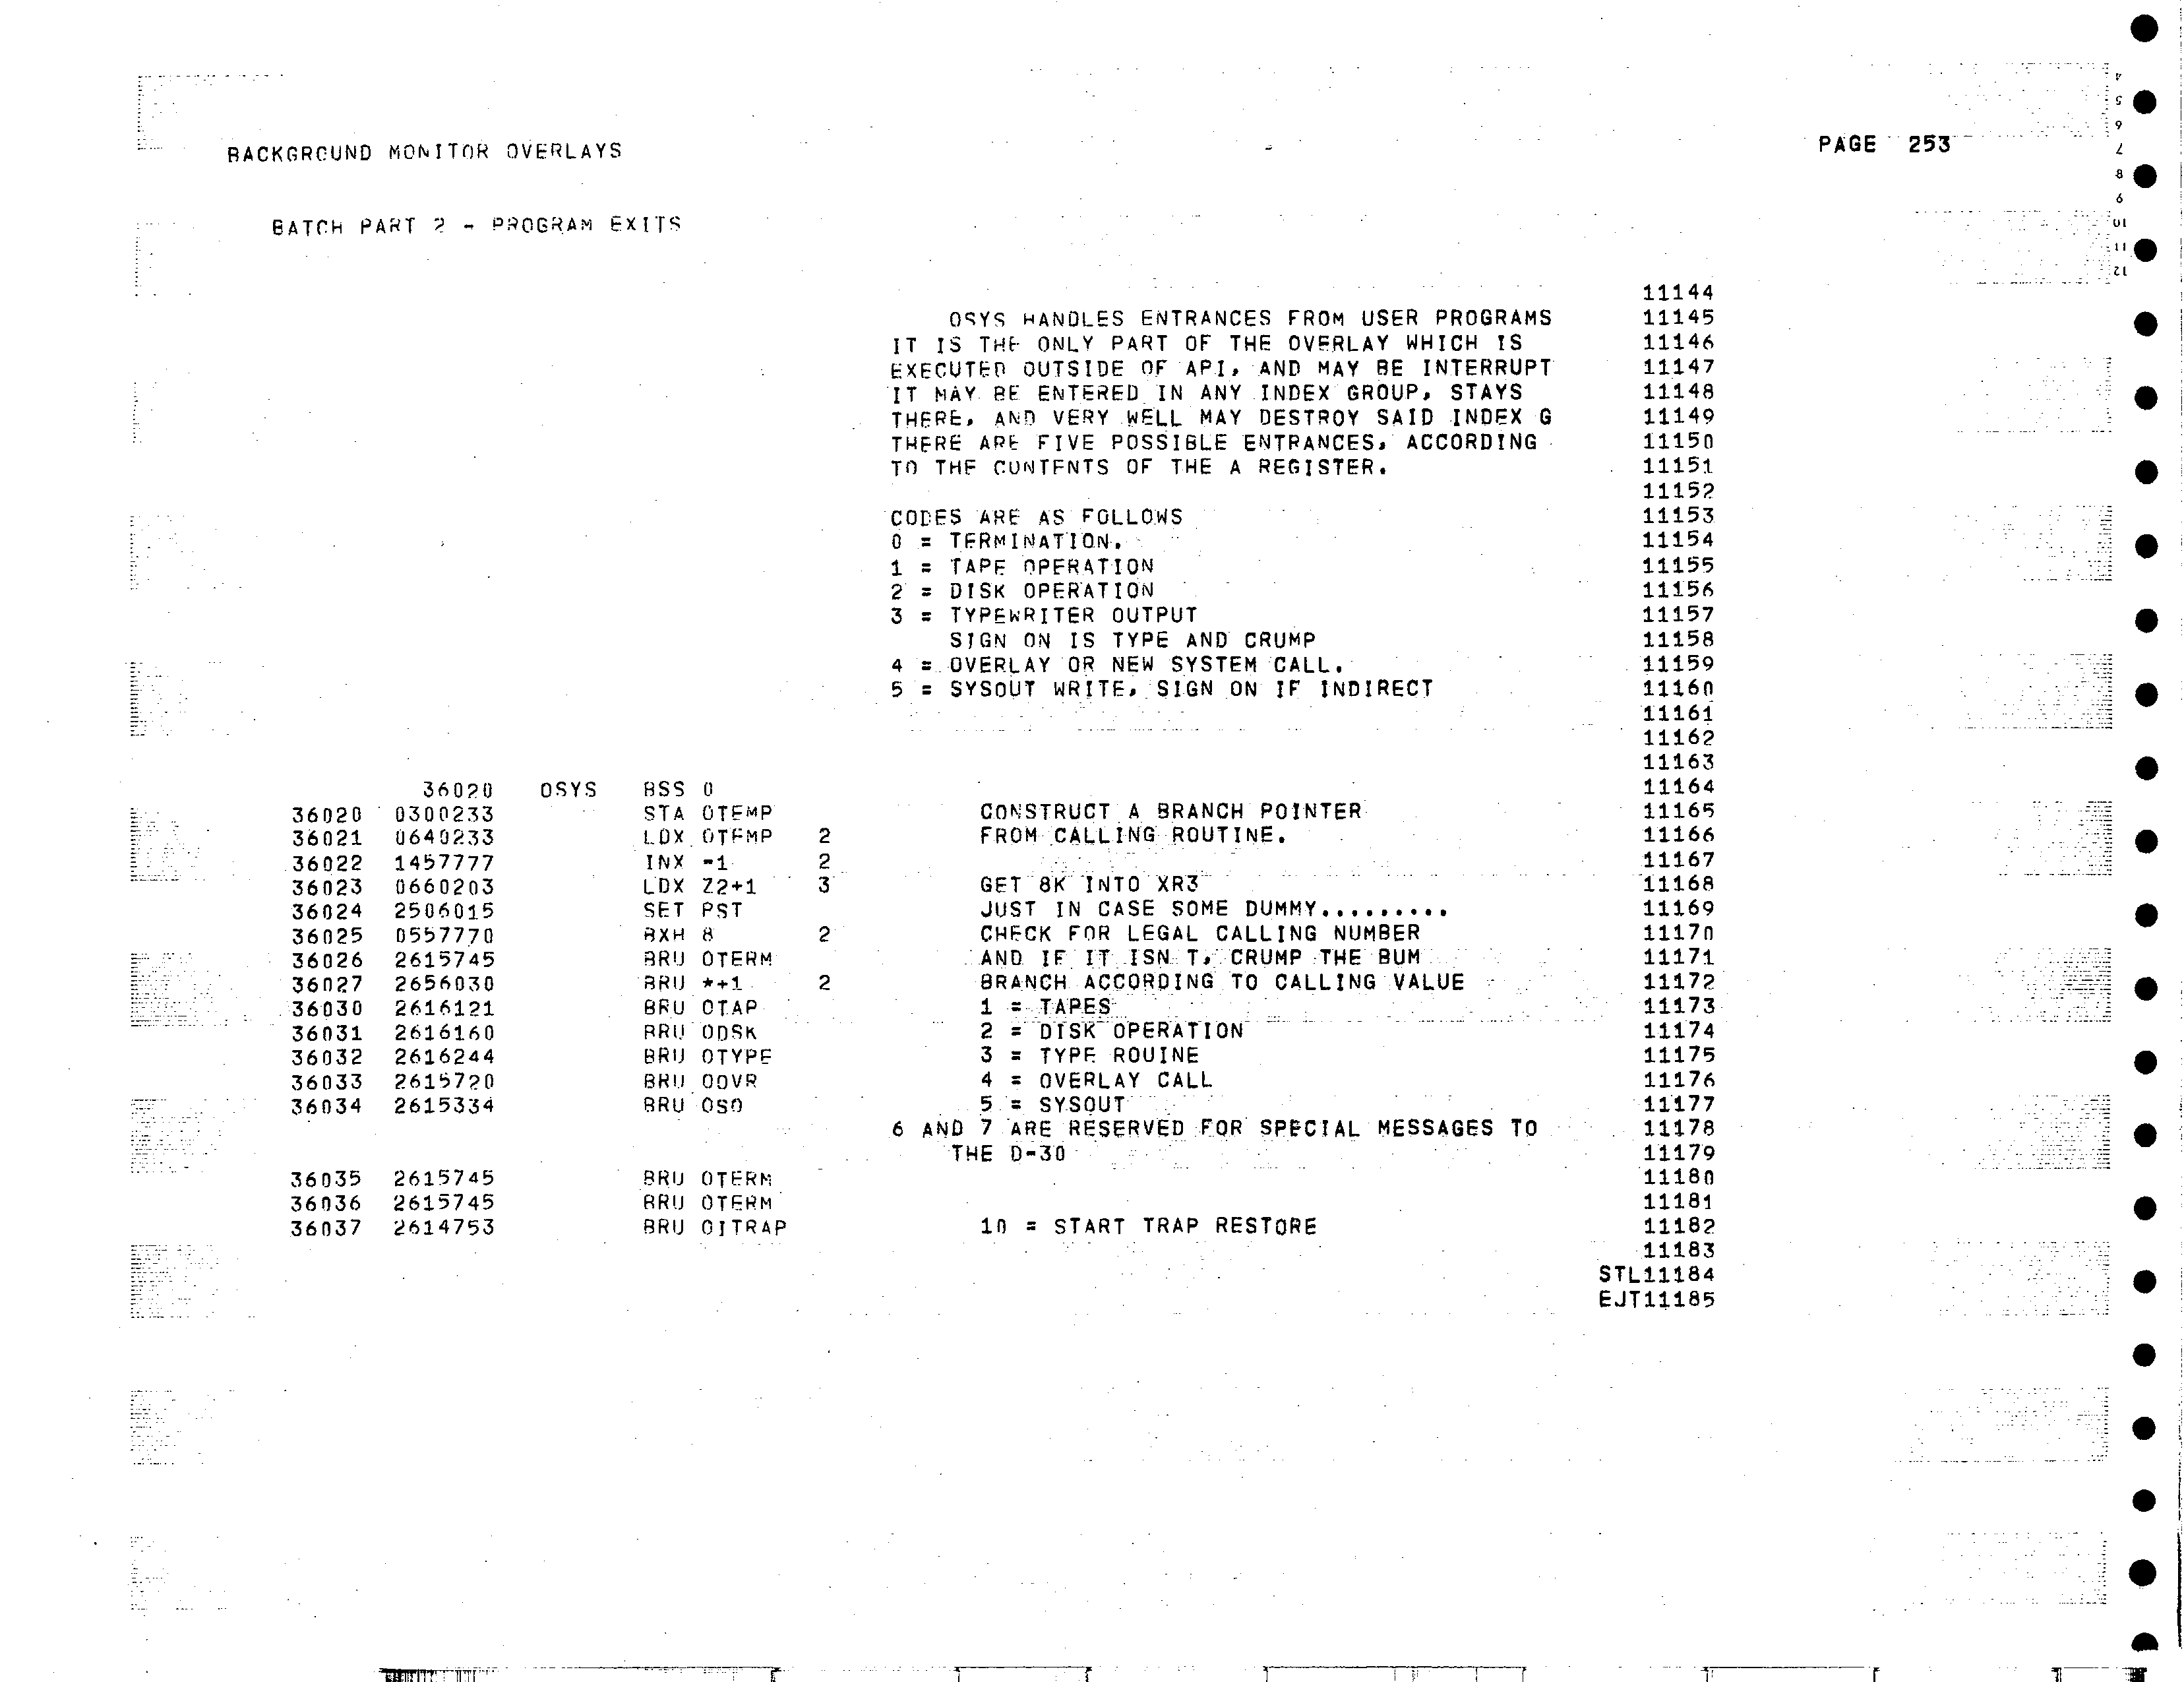 BACKGROUND MONITOR OVERLAYS PAGE 253
BATCH PART 2 - PROGRAM EXITS
11144
OSYS HANDLES ENTRANCES FROM USER PROGRAMS 11145
IT IS THE ONLY PART OF THE OVERLAY WHICH IS 11146
EXECUTED OUTSIDE OF API, AND MAY BE INTERRUPT 11147
IT MAY BE ENTERED IN ANY INDEX GROUP, STAYS 11148
THERE, AND VERY WELL MAY DESTROY SAID INDEX G 11149
THERE ARE FIVE POSSIBLE ENTRANCES, ACCORDING 11150
TO THE CONTENTS OF THE A REGISTER. 11151
11152
CODES ARE AS FOLLOWS 11153
0 = TERMINATION. 11154
1 = TAPE OPERATION 11155
2 = DISK OPERATION 11156
3 = TYPEWRITER OUTPUT 11157
SIGN ON IS TYPE AND CRUMP 11158
4 = OVERLAY OR NEW SYSTEM CALL. 11159
5 = SYSOUT WRITE, SIGN ON IF INDIRECT 11160
11161
11162
11163
36020 OSYS BSS 0 11164
36020 0300233 STA OTEMP CONSTRUCT A BRANCH POINTER 11165
36021 0640233 LDX OTEMP 2 FROM CALLING ROUTINE. 11166
36022 1457777 INX -1 2 11167
36023 0660203 LDX Z2+1 3 GET 8K INTO XR3 11168
36024 2506015 SET PST JUST IN CASE SOME DUMMY......... 11169
36025 0557770 BXH 8 2 CHECK FOR LEGAL CALLING NUMBER 11170
36026 2615745 BRU OTERM AND IF IT ISN T, CRUMP THE BUM 11171
36027 2656030 BRU *+1 2 BRANCH ACCORDING TO CALLING VALUE 11172
36030 2616121 BRU OTAP 1 = TAPES 11173
36031 2616160 BRU ODSK 2 = DISK OPERATION 11174
36032 2616244 BRU OTYPE 3 = TYPE ROUINE 11175
36033 2615720 BRU OOVR 4 = OVERLAY CALL 11176
36034 2615334 BRU OSO 5 = SYSOUT 11177
6 AND 7 ARE RESERVED FOR SPECIAL MESSAGES TO 11178
THE D-30 11179
36035 2615745 BRU OTERM 11180
36036 2615745 BRU OTERM 11181
36037 2614753 BRU OITRAP 10 = START TRAP RESTORE 11182
11183
STL11184
EJT11185
4
5
6
7
8
9
10
11
12